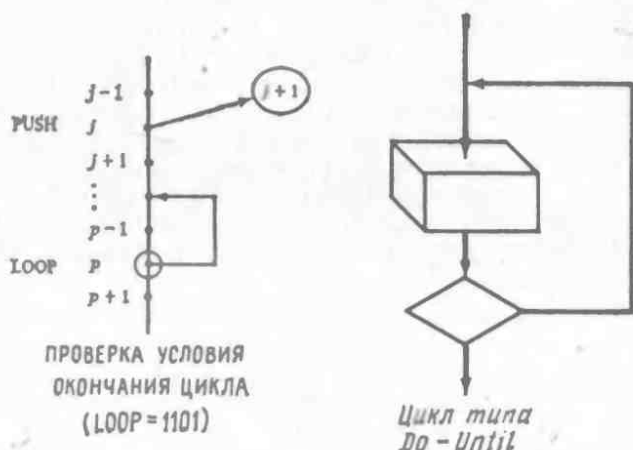 j-1
j+1
PUSH j
j+1
⋮
p-1
LOOP p
p+1
ПРОВЕРКА УСЛОВИЯ
ОКОНЧАНИЯ ЦИКЛА
(LOOP = 1101)
Цикл типа
Do - Until